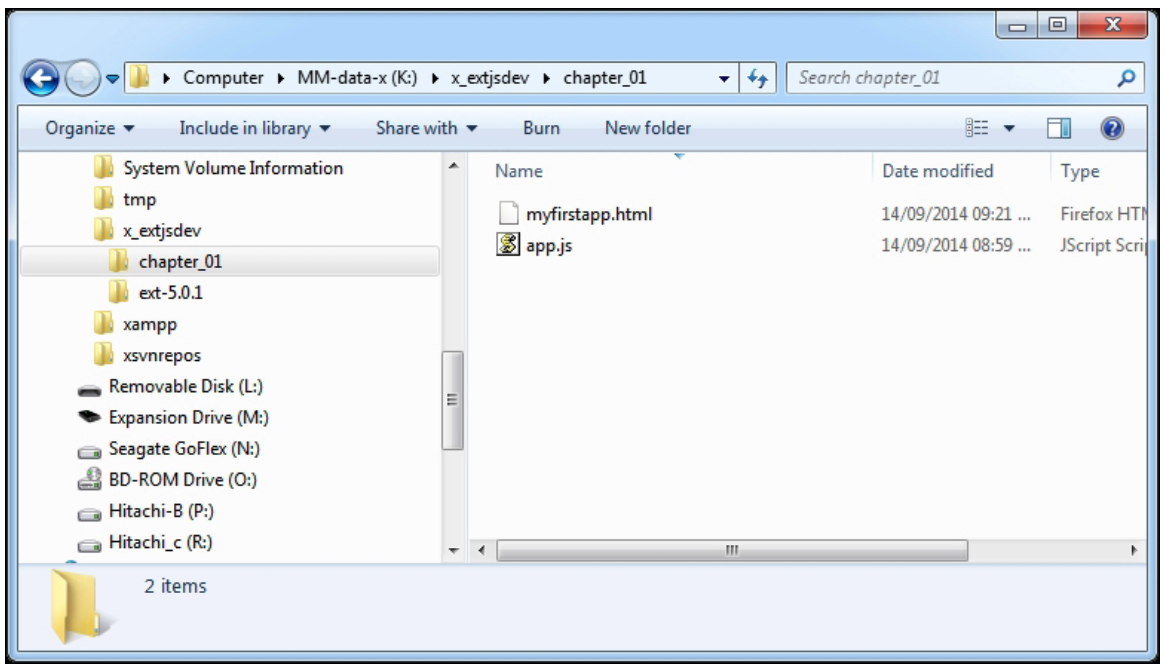 Computer MM-data-x (K:) x_extjsdev chapter_01 Search chapter_01
Organize Include in library Share with Burn New folder
System Volume Information
tmp
x_extjsdev
chapter_01
ext-5.0.1
xampp
xsvnrepos
Removable Disk (L:)
Expansion Drive (M:)
Seagate GoFlex (N:)
BD-ROM Drive (O:)
Hitachi-B (P:)
Hitachi_c (R:)
Name Date modified Type
myfirstapp.html 14/09/2014 09:21 ... Firefox HTM
app.js 14/09/2014 08:59 ... JScript Scrip
2 items